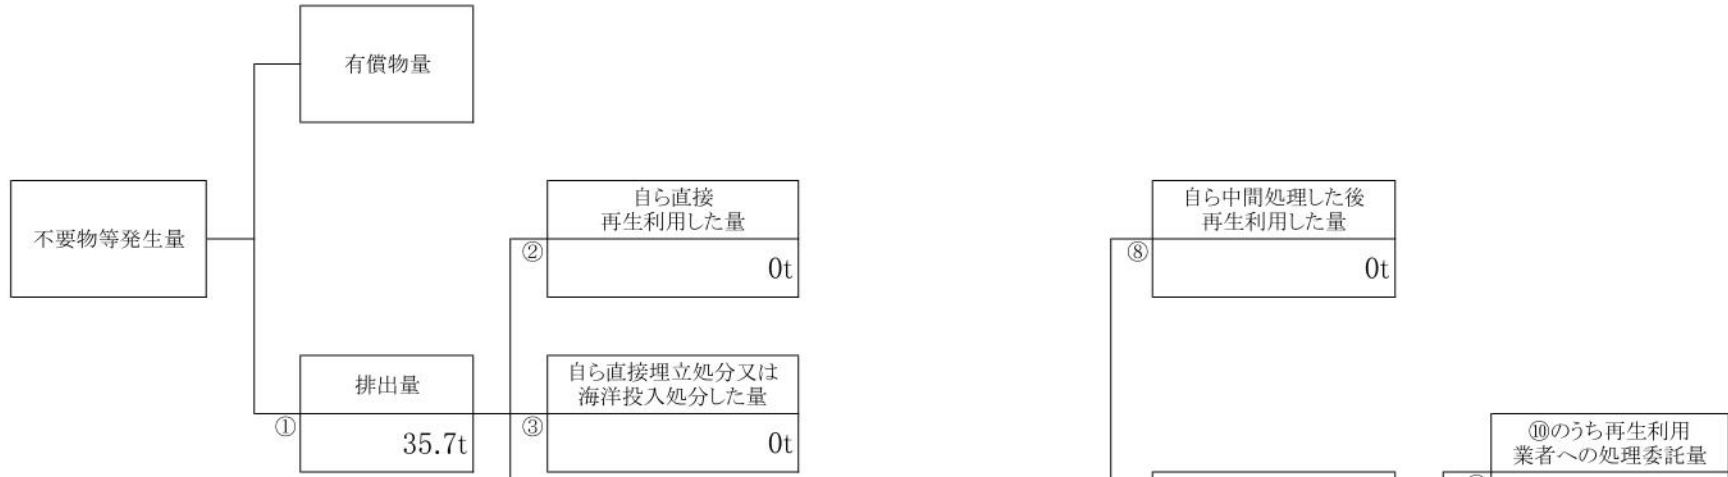 有償物量
不要物等発生量
自ら直接
再生利用した量
②
0t
自ら中間処理した後
再生利用した量
⑧
0t
排出量
①
35.7t
自ら直接埋立処分又は
海洋投入処分した量
③
0t
⑩のうち再生利用
業者への処理委託量